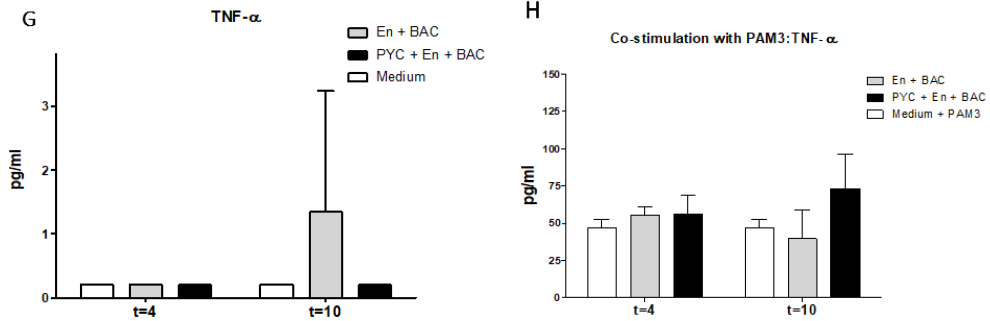 G
TNF-α
En + BAC
PYC + En + BAC
Medium
3
2
1
0
pg/ml
t=4
t=10
H
Co-stimulation with PAM3:TNF- α
En + BAC
PYC + En + BAC
Medium + PAM3
150
125
100
75
50
25
0
pg/ml
t=4
t=10